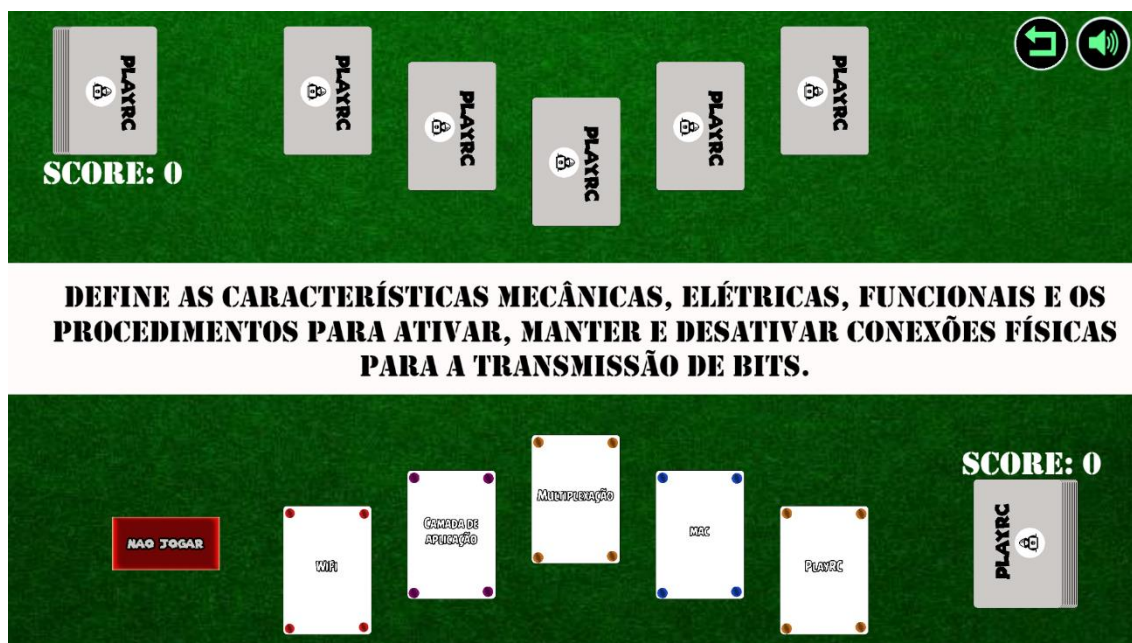 PLAYRC
PLAYRC
PLAYRC
PLAYRC
PLAYRC
PLAYRC
SCORE: 0
DEFINE AS CARACTERÍSTICAS MECÂNICAS, ELÉTRICAS, FUNCIONAIS E OS
PROCEDIMENTOS PARA ATIVAR, MANTER E DESATIVAR CONEXÕES FÍSICAS
PARA A TRANSMISSÃO DE BITS.
NAO JOGAR
WiFi
CAMADA DE
APLICAÇÃO
MULTIPLEXAÇÃO
MAC
PLAYRC
SCORE: 0
PLAYRC